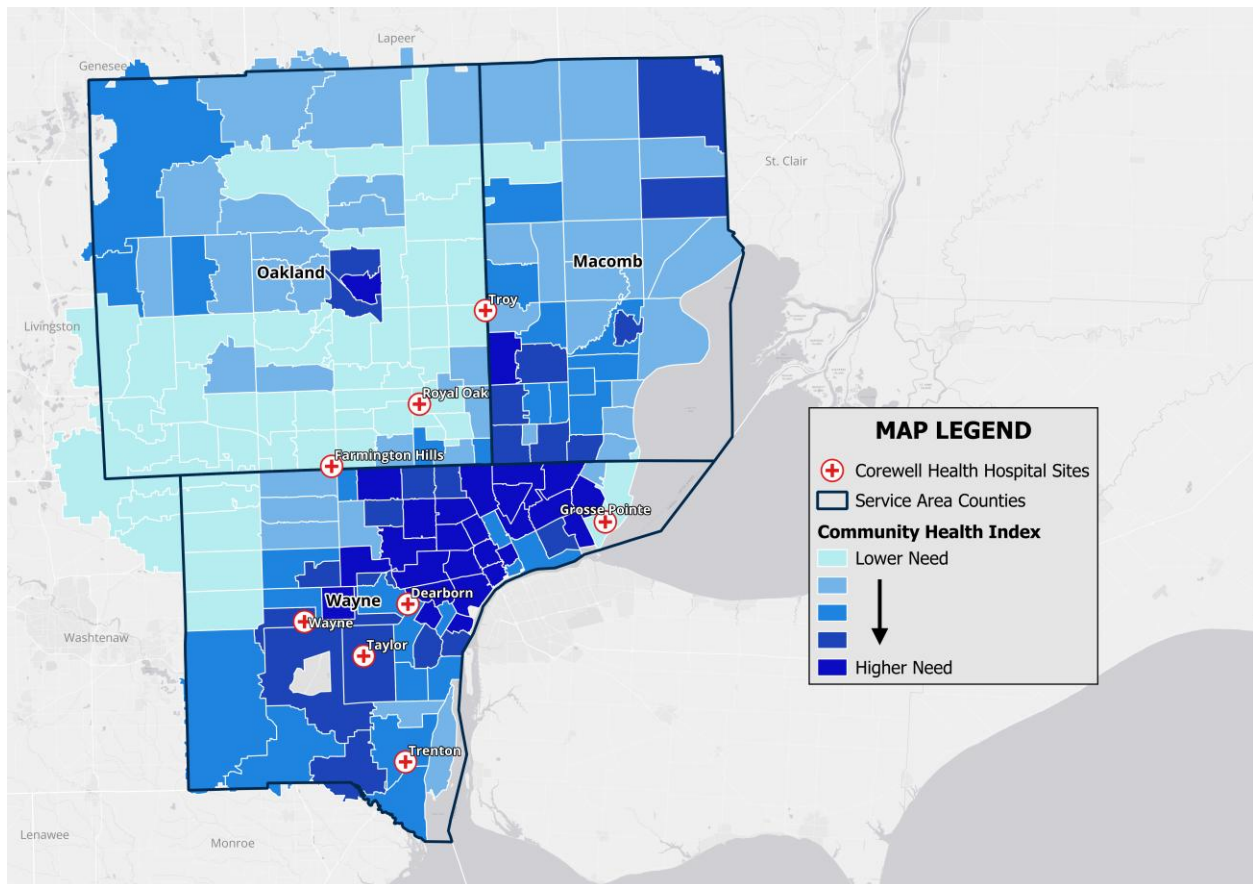 Lapeer
Genesee
St. Clair
Oakland
Macomb
Troy
Livingston
Royal Oak
MAP LEGEND
Corewell Health Hospital Sites
Service Area Counties
Community Health Index
Lower Need
Higher Need
Farmington Hills
Grosse Pointe
Dearborn
Wayne
Wayne
Washtenaw
Taylor
Trenton
Lenawee
Monroe